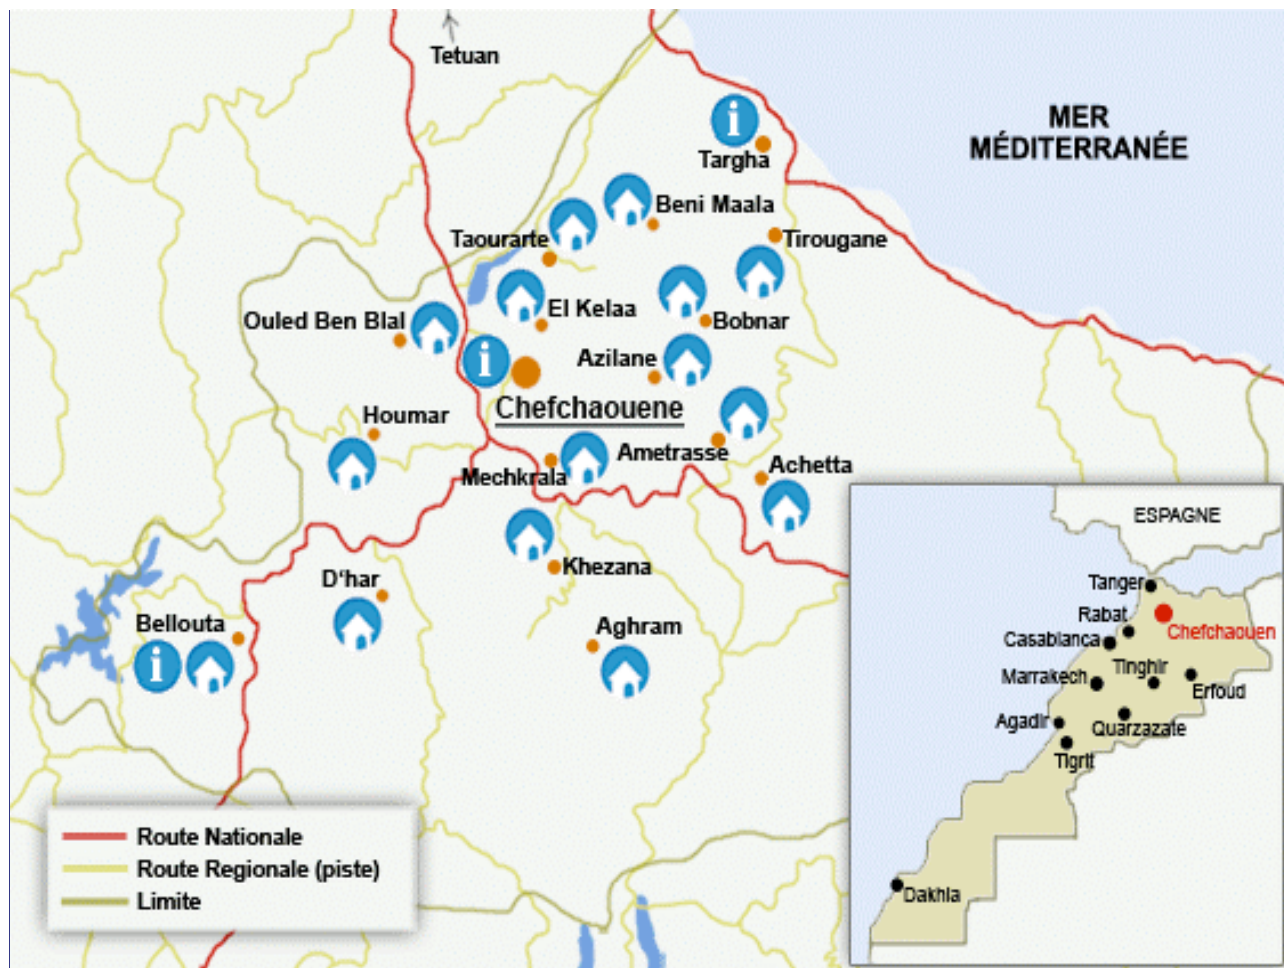 Tetuan
MER
MÉDITERRANÉE
i
Targha
Beni Maala
Taourarte
Tirougane
El Kelaa
Ouled Ben Blal
Bobnar
i
Azilane
Chefchaouene
Houmar
Ametrasse
Mechkrala
Achetta
Khezana
D'har
Bellouta
i
Aghram
ESPAGNE
Tanger
Rabat
Chefchaouen
Casablanca
Tinghir
Marrakech
Erfoud
Agadir
Quarzazate
Tigrit
Dakhla
Route Nationale
Route Regionale (piste)
Limite